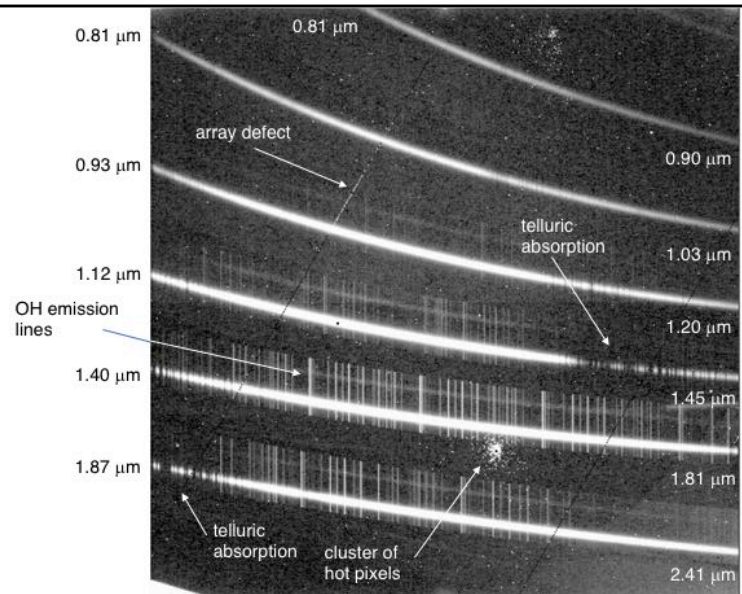 0.81 μm
0.81 μm
array defect
0.93 μm
0.90 μm
telluric
absorption
1.03 μm
1.12 μm
OH emission
lines
1.20 μm
1.40 μm
1.45 μm
1.87 μm
1.81 μm
telluric
absorption
cluster of
hot pixels
2.41 μm